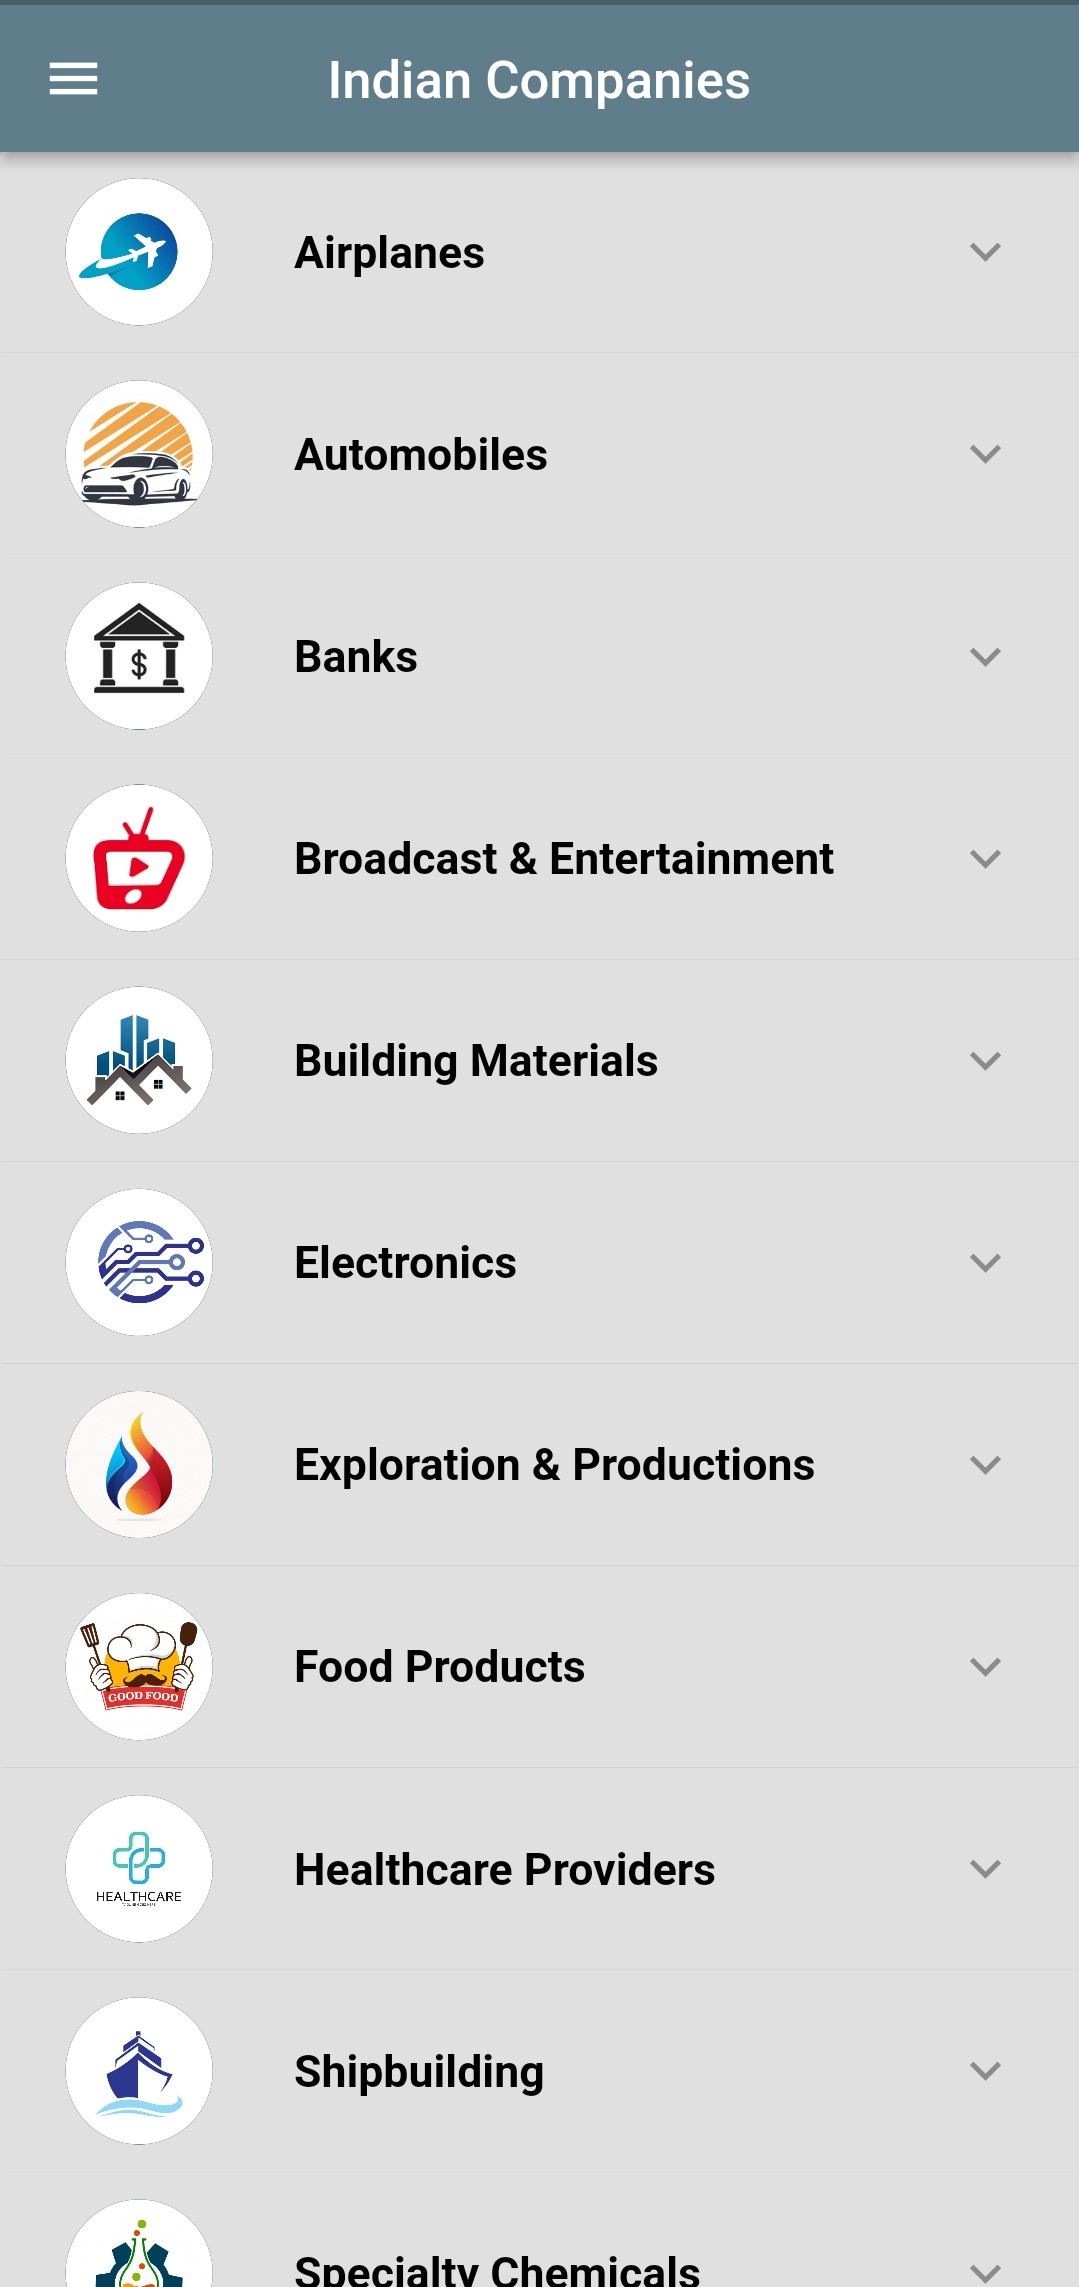 Indian Companies
Airplanes
Automobiles
$
Banks
Broadcast & Entertainment
Building Materials
Electronics
Exploration & Productions
GOOD FOOD
Food Products
HEALTHCARE
Healthcare Providers
Shipbuilding
Specialty Chemicals